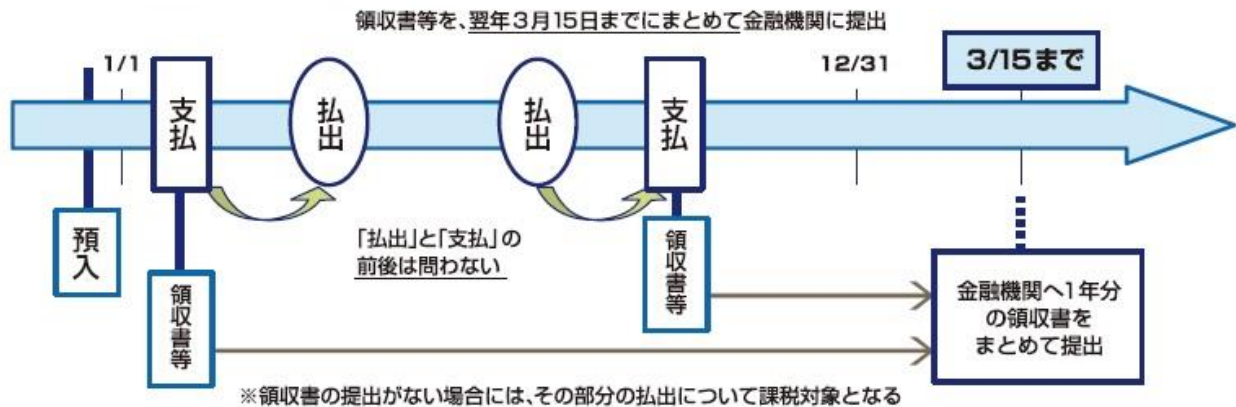 領収書等を、翌年3月15日までにまとめて金融機関に提出
1/1
12/31
3/15まで
支払
払出
払出
支払
預入
「払出」と「支払」の
前後は問わない
領収書等
領収書等
金融機関へ1年分
の領収書を
まとめて提出
※領収書の提出がない場合には、その部分の払出について課税対象となる